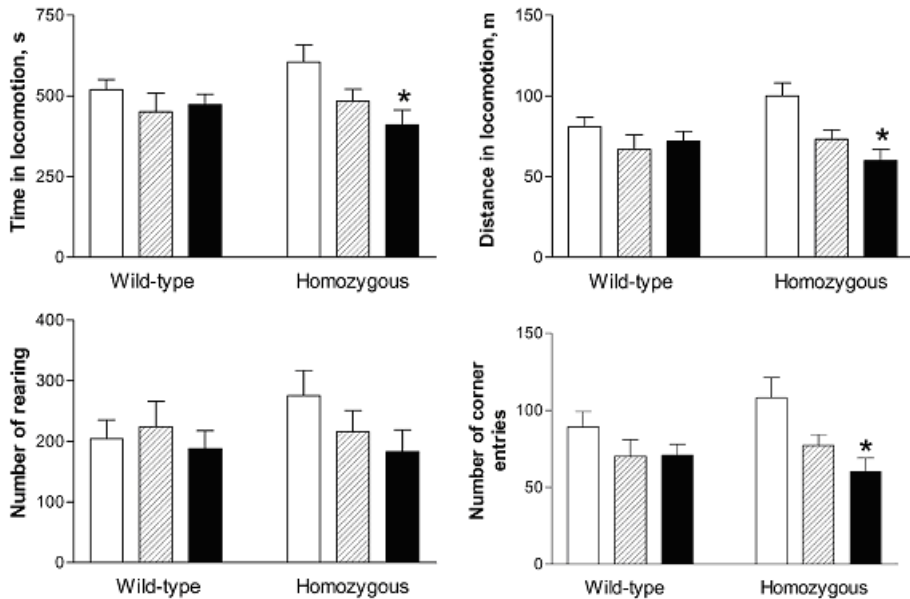 Time in locomotion, s
750
500
250
0
*
Wild-type
Homozygous
Distance in locomotion, m
150
100
50
0
*
Wild-type
Homozygous
Number of rearing
400
300
200
100
0
Wild-type
Homozygous
Number of corner
entries
150
100
50
0
*
Wild-type
Homozygous